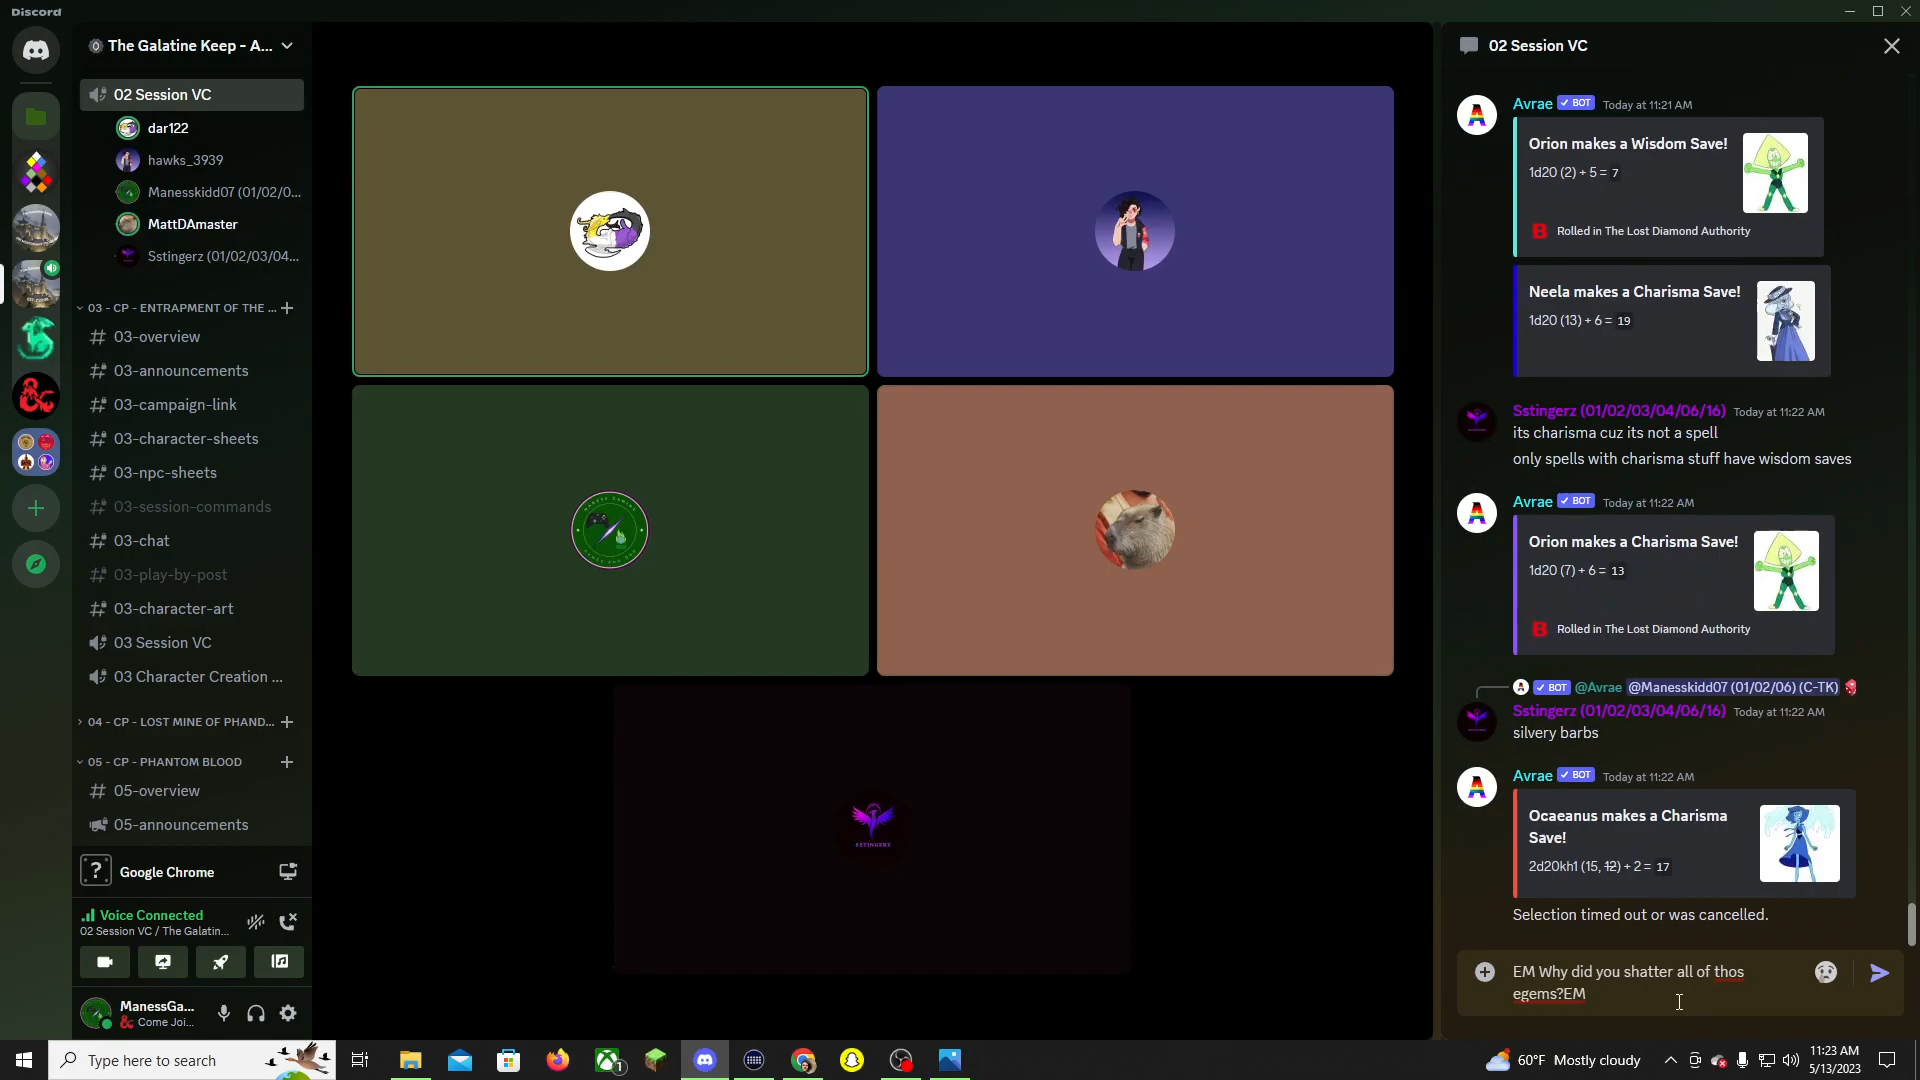 Discord
The Galatine Keep - A...
02 Session VC
dar122
hawks_3939
Manesskidd07 (01/02/0...
MattDAmaster
Sstingerz (01/02/03/04...
03 - CP - ENTRAPMENT OF THE ...
03-overview
03-announcements
03-campaign-link
03-character-sheets
03-npc-sheets
03-session-commands
03-chat
03-play-by-post
03-character-art
03 Session VC
03 Character Creation ...
04 - CP - LOST MINE OF PHAND...
05 - CP - PHANTOM BLOOD
05-overview
05-announcements
Google Chrome
Voice Connected
02 Session VC / The Galatin...
ManessGa...
Come Joi...
SSTINGERZ
02 Session VC
Avrae BOT Today at 11:21 AM
Orion makes a Wisdom Save!
1d20 (2) + 5 = 7
Rolled in The Lost Diamond Authority
Neela makes a Charisma Save!
1d20 (13) + 6 = 19
Sstingerz (01/02/03/04/06/16) Today at 11:22 AM
its charisma cuz its not a spell
only spells with charisma stuff have wisdom saves
Avrae BOT Today at 11:22 AM
Orion makes a Charisma Save!
1d20 (7) + 6 = 13
Rolled in The Lost Diamond Authority
BOT @Avrae @Manesskidd07 (01/02/06) (C-TK)
Sstingerz (01/02/03/04/06/16) Today at 11:22 AM
silvery barbs
Avrae BOT Today at 11:22 AM
Ocaeanus makes a Charisma
Save!
2d20kh1 (15, 12) + 2 = 17
Selection timed out or was cancelled.
EM Why did you shatter all of thos
egems?EM
Type here to search
1
60°F Mostly cloudy
11:23 AM
5/13/2023